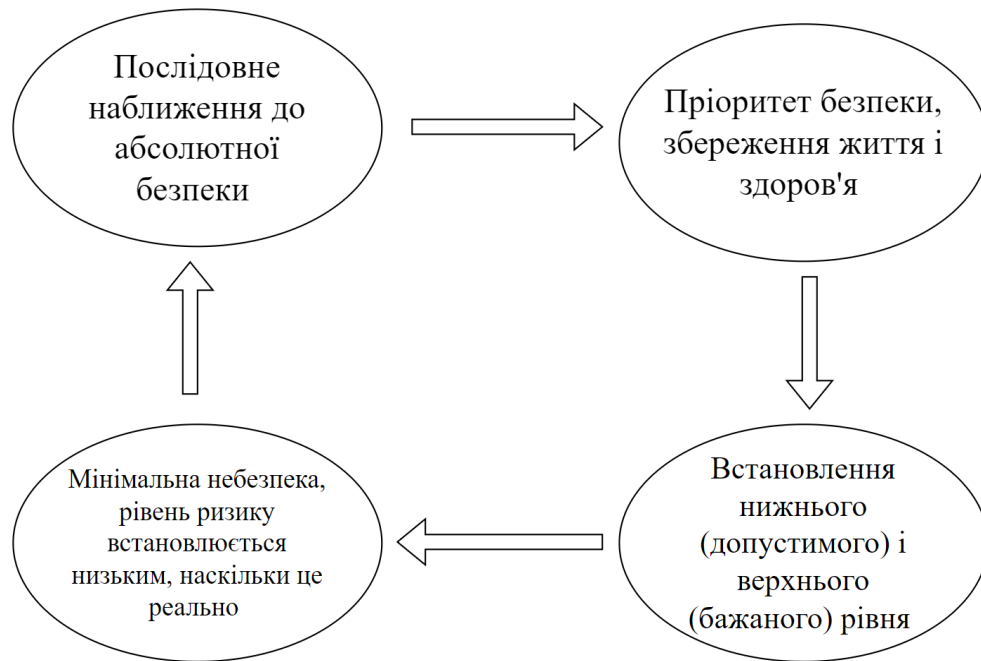 Послідовне
наближення до
абсолютної
безпеки
Пріоритет безпеки,
збереження життя і
здоров'я
Встановлення
нижнього
(допустимого) і
верхнього
(бажаного) рівня
Мінімальна небезпека,
рівень ризику
встановлюється
низьким, наскільки це
реально